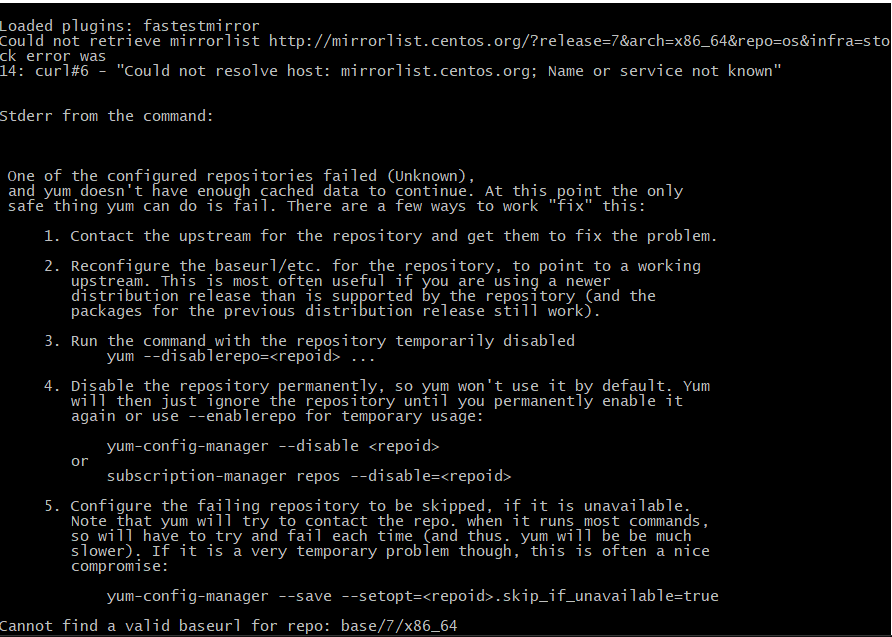 Loaded plugins: fastestmirror
Could not retrieve mirrorlist http://mirrorlist.centos.org/?release=7&arch=x86_64&repo=os&infra=sto
ck error was
14: curl#6 - "Could not resolve host: mirrorlist.centos.org; Name or service not known"
Stderr from the command:
One of the configured repositories failed (Unknown),
and yum doesn't have enough cached data to continue. At this point the only
safe thing yum can do is fail. There are a few ways to work "fix" this:
1. Contact the upstream for the repository and get them to fix the problem.
2. Reconfigure the baseurl/etc. for the repository, to point to a working
upstream. This is most often useful if you are using a newer
distribution release than is supported by the repository (and the
packages for the previous distribution release still work).
3. Run the command with the repository temporarily disabled
yum --disablerepo=<repoid> ...
4. Disable the repository permanently, so yum won't use it by default. Yum
will then just ignore the repository until you permanently enable it
again or use --enablerepo for temporary usage:
yum-config-manager --disable <repoid>
or
subscription-manager repos --disable=<repoid>
5. Configure the failing repository to be skipped, if it is unavailable.
Note that yum will try to contact the repo. when it runs most commands,
so will have to try and fail each time (and thus. yum will be be much
slower). If it is a very temporary problem though, this is often a nice
compromise:
yum-config-manager --save --setopt=<repoid>.skip_if_unavailable=true
Cannot find a valid baseurl for repo: base/7/x86_64